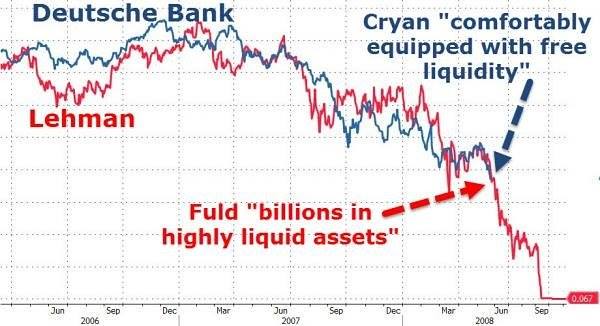 Deutsche Bank
Cryan "comfortably
equipped with free
liquidity"
Lehman
Fuld "billions in
highly liquid assets"
0.067
Jun Sep Dec Mar Jun Sep Dec Mar Jun Sep
2006 2007 2008